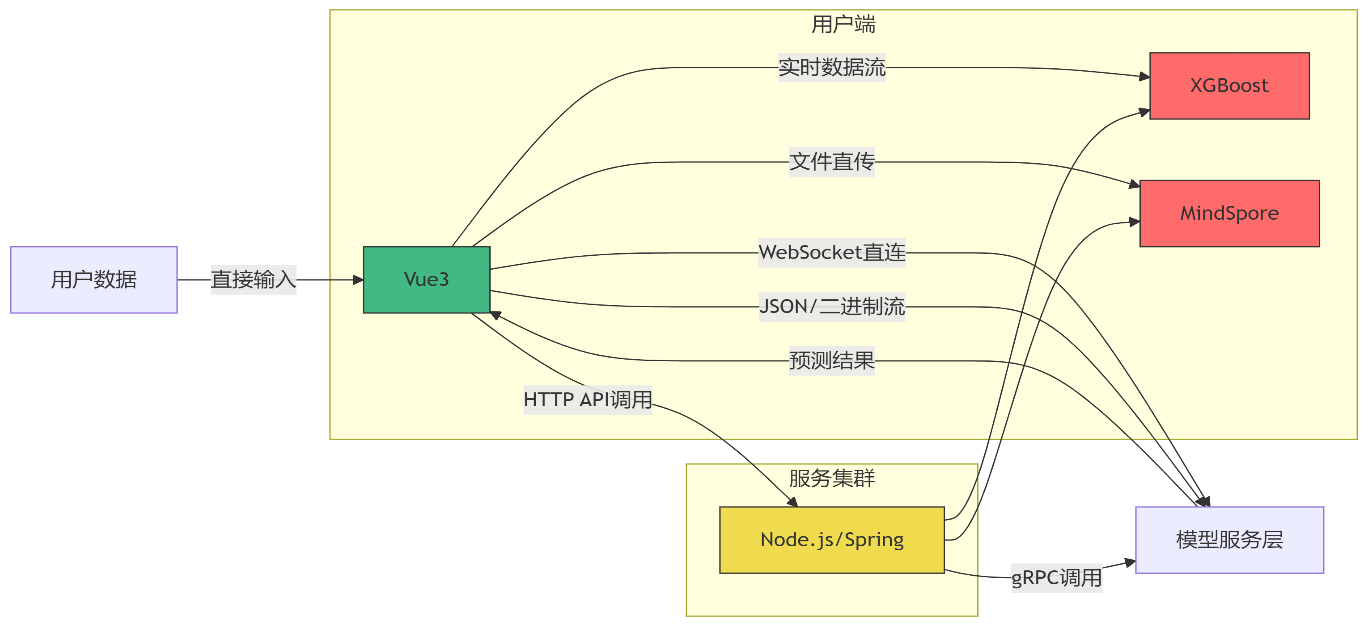 用户端
实时数据流
XGBoost
文件直传
MindSpore
WebSocket直连
用户数据
直接输入
Vue3
JSON/二进制流
预测结果
HTTP API调用
服务集群
Node.js/Spring
模型服务层
gRPC调用